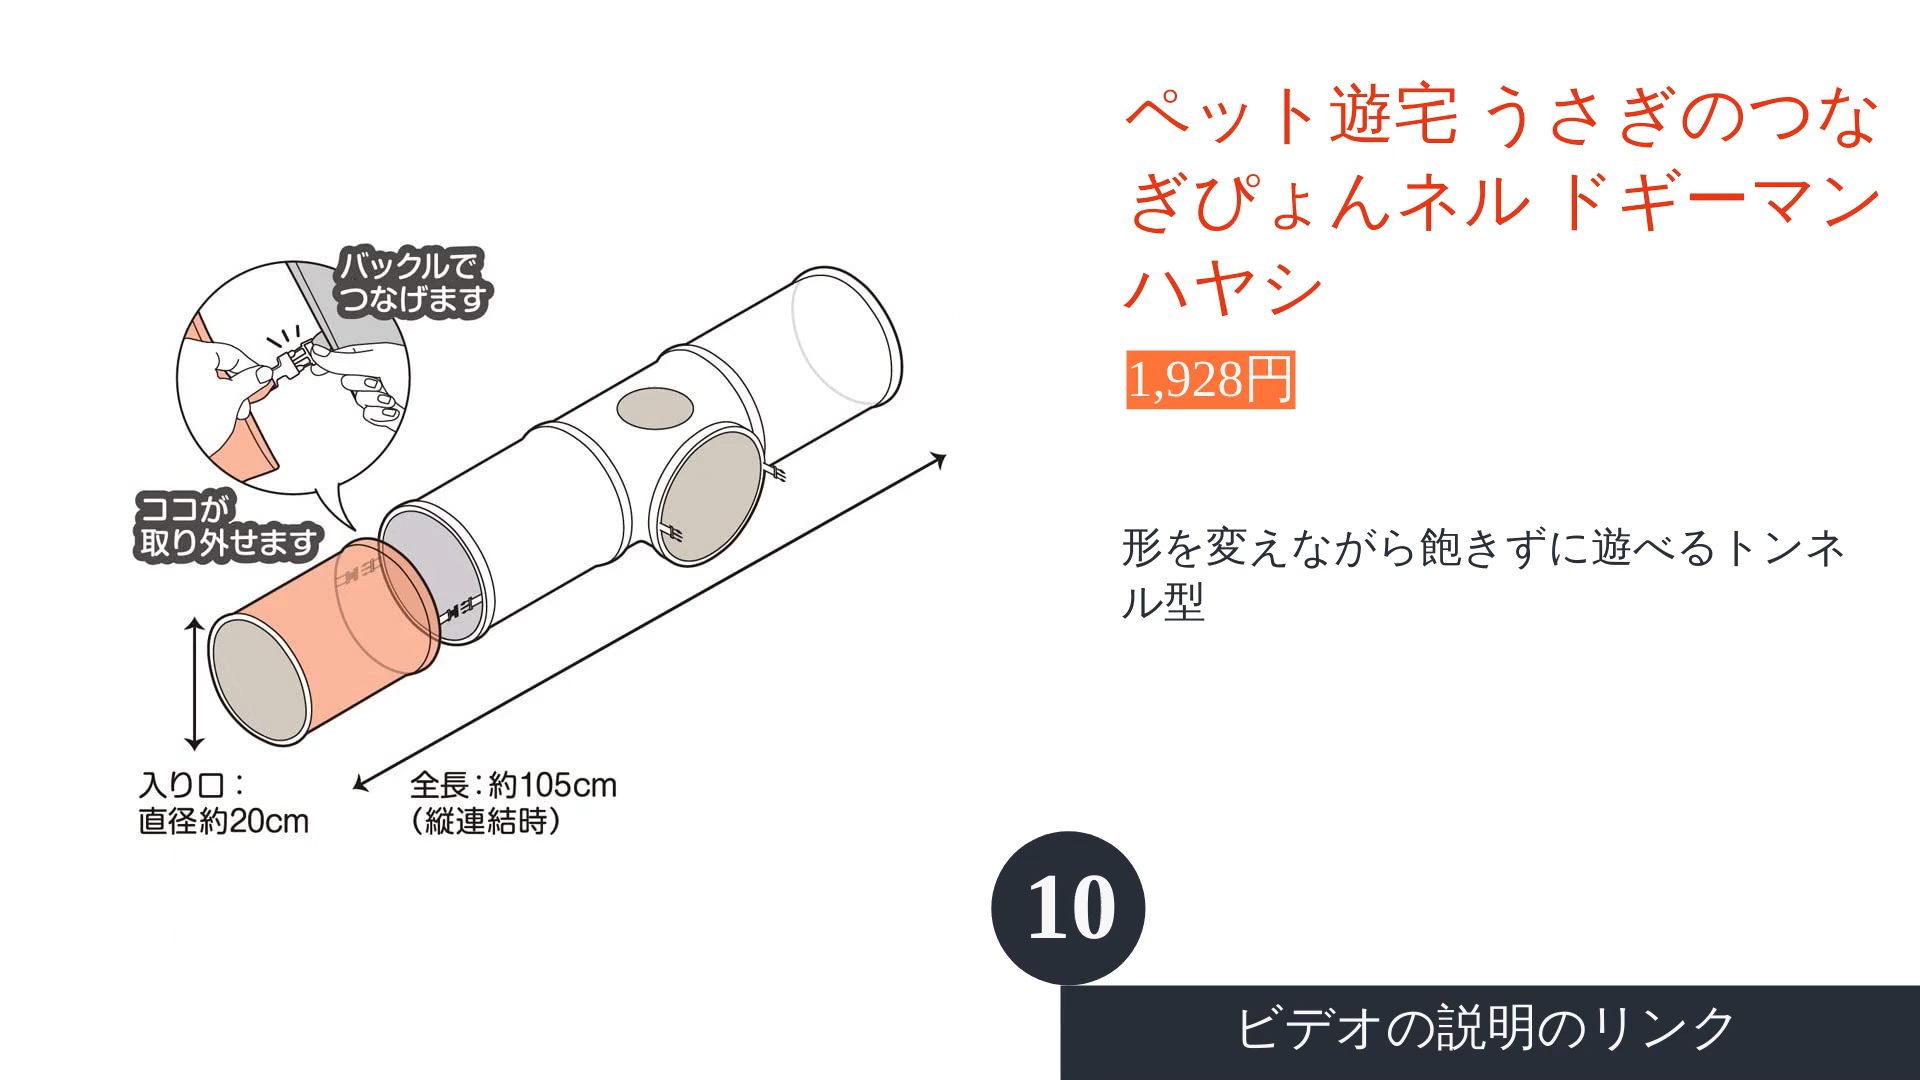 ペット遊宅 うさぎのつな
ぎぴょんネル ドギーマン
ハヤシ
1,928円
形を変えながら飽きずに遊べるトンネ
ル型
バックルで
つなげます
ココが
取り外せます
入り口：
直径約20cm
全長：約105cm
（縦連結時）
10
ビデオの説明のリンク